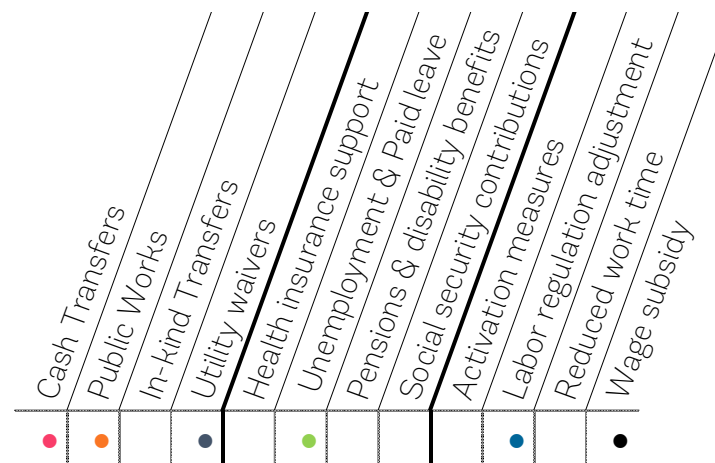 Cash Transfers
Public Works
In-kind Transfers
Utility waivers
Health insurance support
Unemployment & Paid leave
Pensions & disability benefits
Social security contributions
Activation measures
Labor regulation adjustment
Reduced work time
Wage subsidy